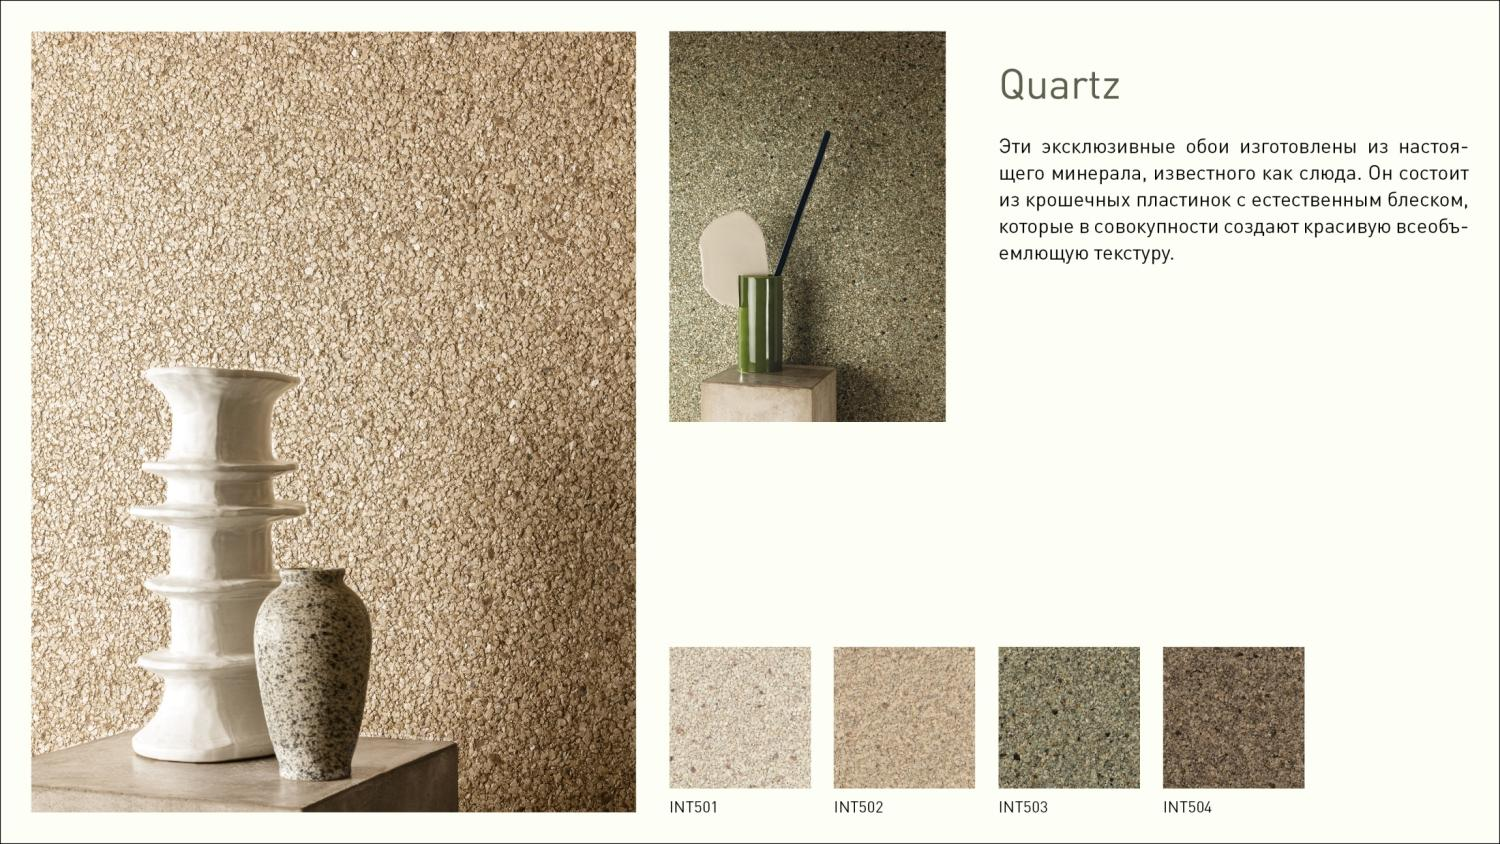 Quartz
Эти эксклюзивные обои изготовлены из настоя-
щего минерала, известного как слюда. Он состоит
из крошечных пластинок с естественным блеском,
которые в совокупности создают красивую всеобъ-
емлющую текстуру.
INT501
INT502
INT503
INT504